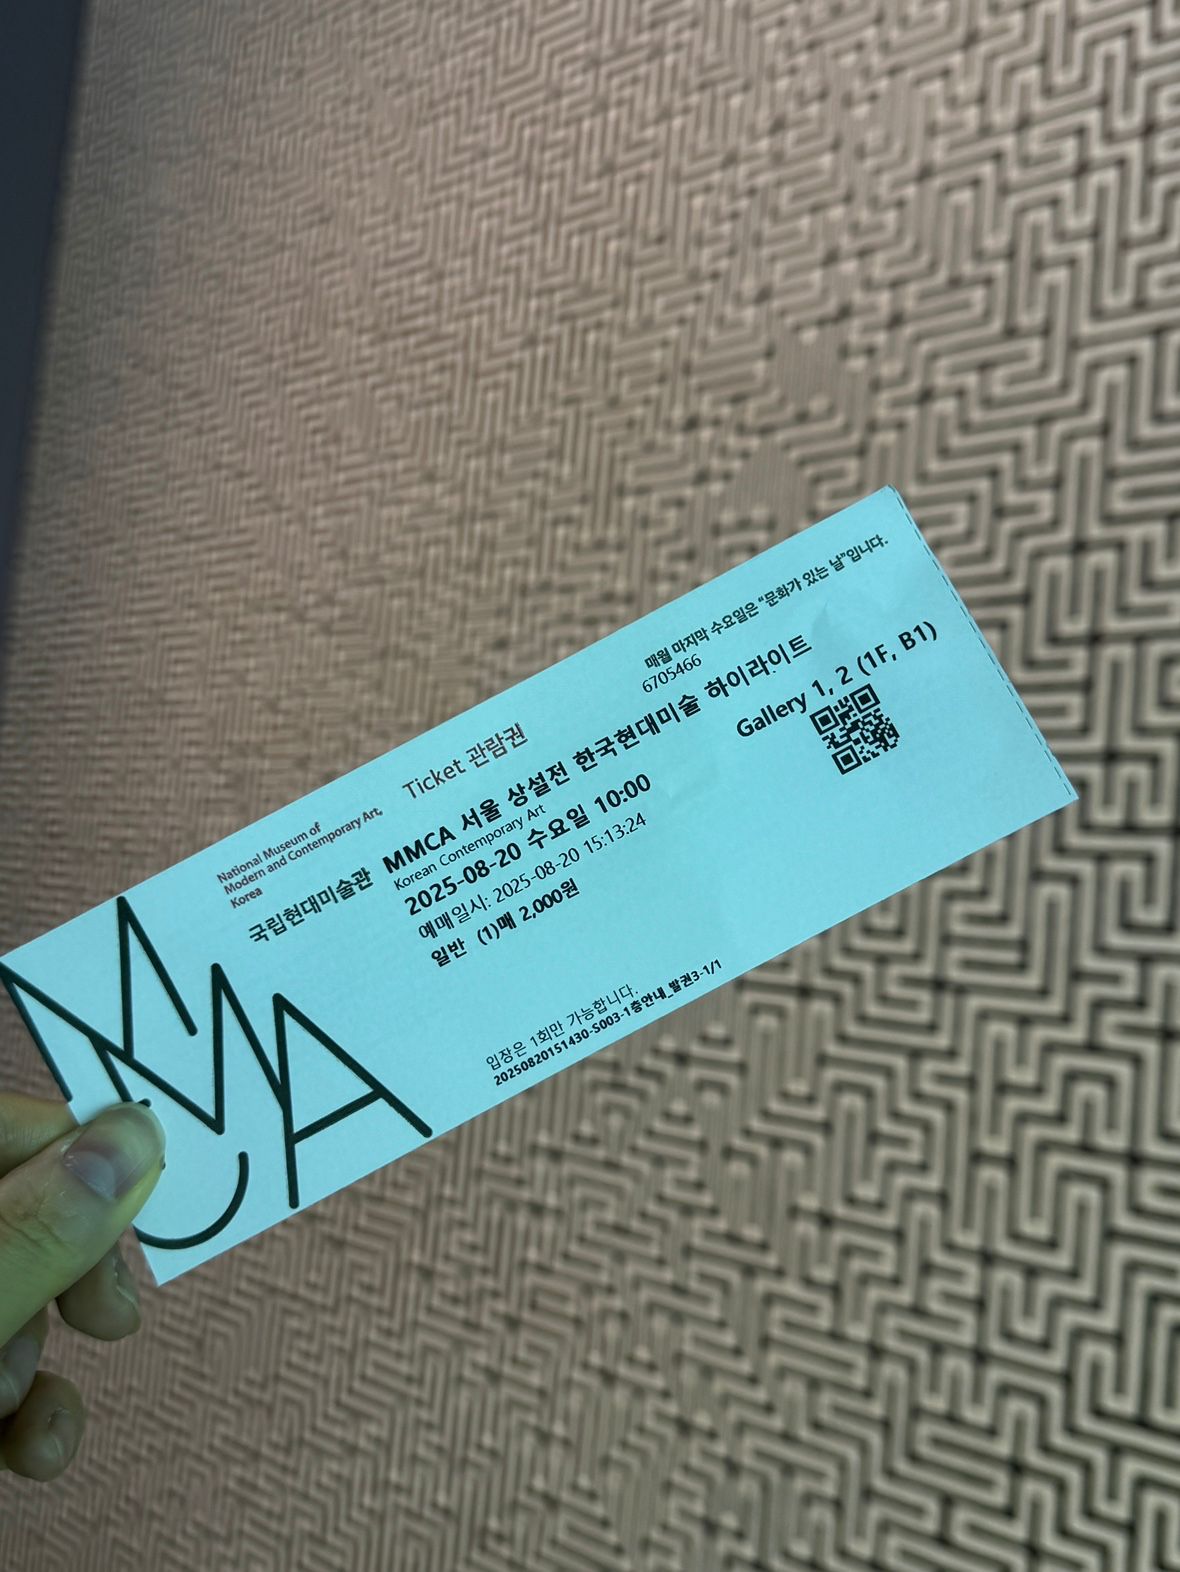 매월 마지막 수요일은 “문화가 있는 날”입니다.
6705466
Ticket 관람권
National Museum of
Modern and Contemporary Art,
Korea
국립현대미술관
MMCA 서울 상설전 한국현대미술 하이라이트
Korean Contemporary Art
2025-08-20 수요일 10:00
Gallery 1, 2 (1F, B1)
예매일시: 2025-08-20 15:13:24
일반 (1)매 2,000원
입장은 1회만 가능합니다.
20250820151430-S003-1층안내_발권3-1/1
MMCA